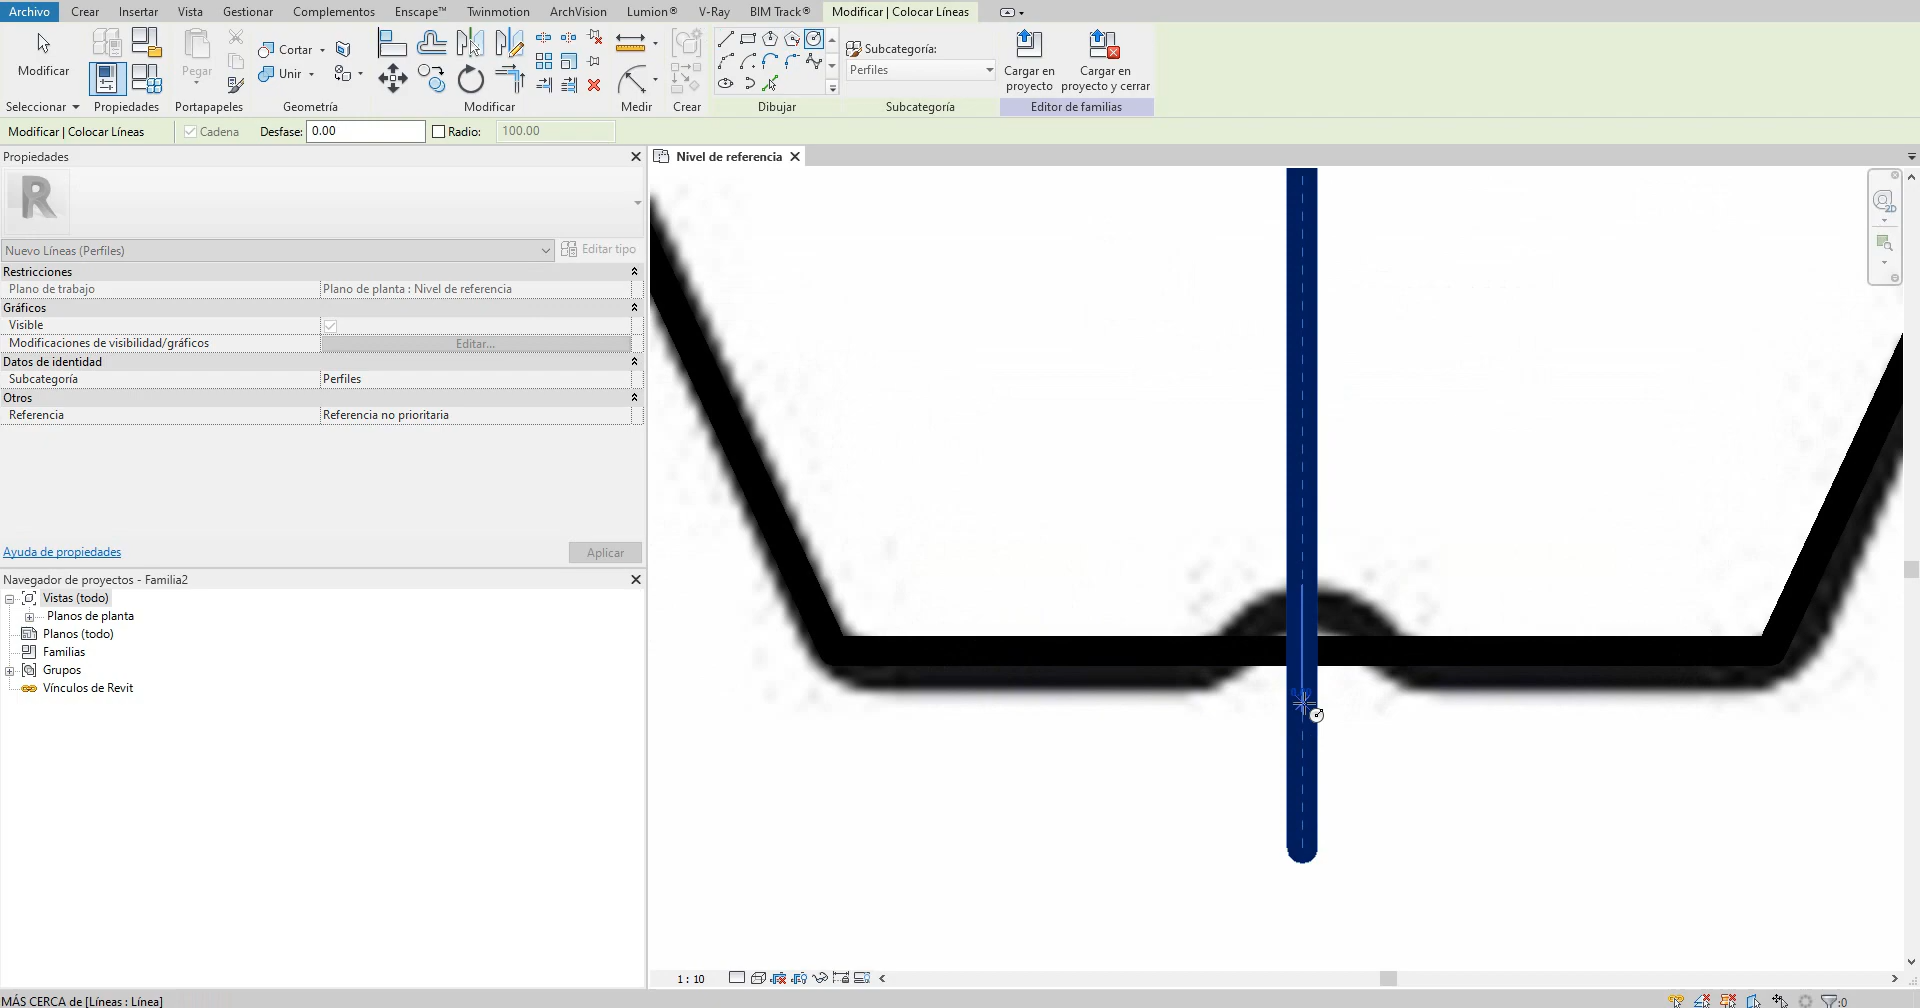 Archivo Crear Insertar Vista Gestionar Complementos Enscape™ Twinmotion ArchVision Lumion® V-Ray BIM Track® Modificar | Colocar Líneas
Modificar
Pegar
Cortar
Unir
Subcategoría:
Perfiles
Cargar en proyecto
Cargar en proyecto y cerrar
Seleccionar Propiedades Portapapeles Geometría Modificar Medir Crear Dibujar Subcategoría Editor de familias
Modificar | Colocar Líneas Cadena Desfase: 0.00 Radio: 100.00
Propiedades
Nivel de referencia
R
2D
Nuevo Líneas (Perfiles) Editar tipo
Restricciones
Plano de trabajo Plano de planta : Nivel de referencia
Gráficos
Visible
Modificaciones de visibilidad/gráficos Editar...
Datos de identidad
Subcategoría Perfiles
Otros
Referencia Referencia no prioritaria
Ayuda de propiedades Aplicar
Navegador de proyectos - Familia2
Vistas (todo)
Planos de planta
Planos (todo)
Familias
Grupos
Vínculos de Revit
1 : 10
MÁS CERCA de [Líneas : Línea]
:0